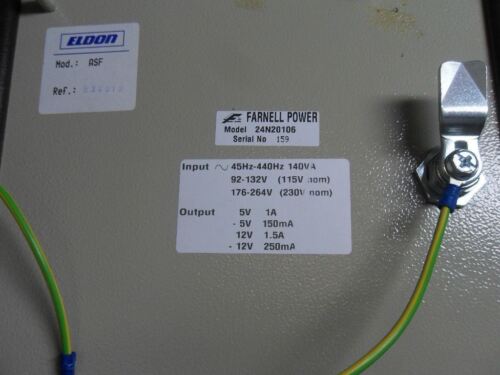 ELDON
Mod.: ASF
Ref.:
FARNELL POWER
Model 24N20106
Serial No 159
Input ~ 45Hz-440Hz 140VA
92-132V (115V nom)
176-264V (230V nom)
Output 5V 1A
- 5V 150mA
12V 1.5A
- 12V 250mA